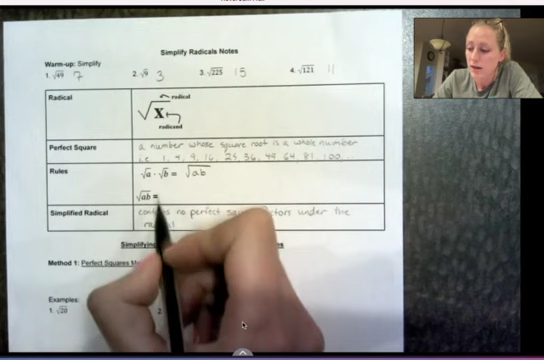 Simplify Radicals Notes
Warm-up: Simplify
1. √49 7 2. √9 3 3. √225 15 4. √121 11
Radical
radical
√x
radicand
Perfect Square
a number whose square root is a whole number
i.e. 1, 4, 9, 16, 25, 36, 49, 64, 81, 100...
Rules
√a · √b = √ab
√ab =
Simplified Radical
no perfect under the
Method 1: Perfect Squares
Examples:
1. √20 2